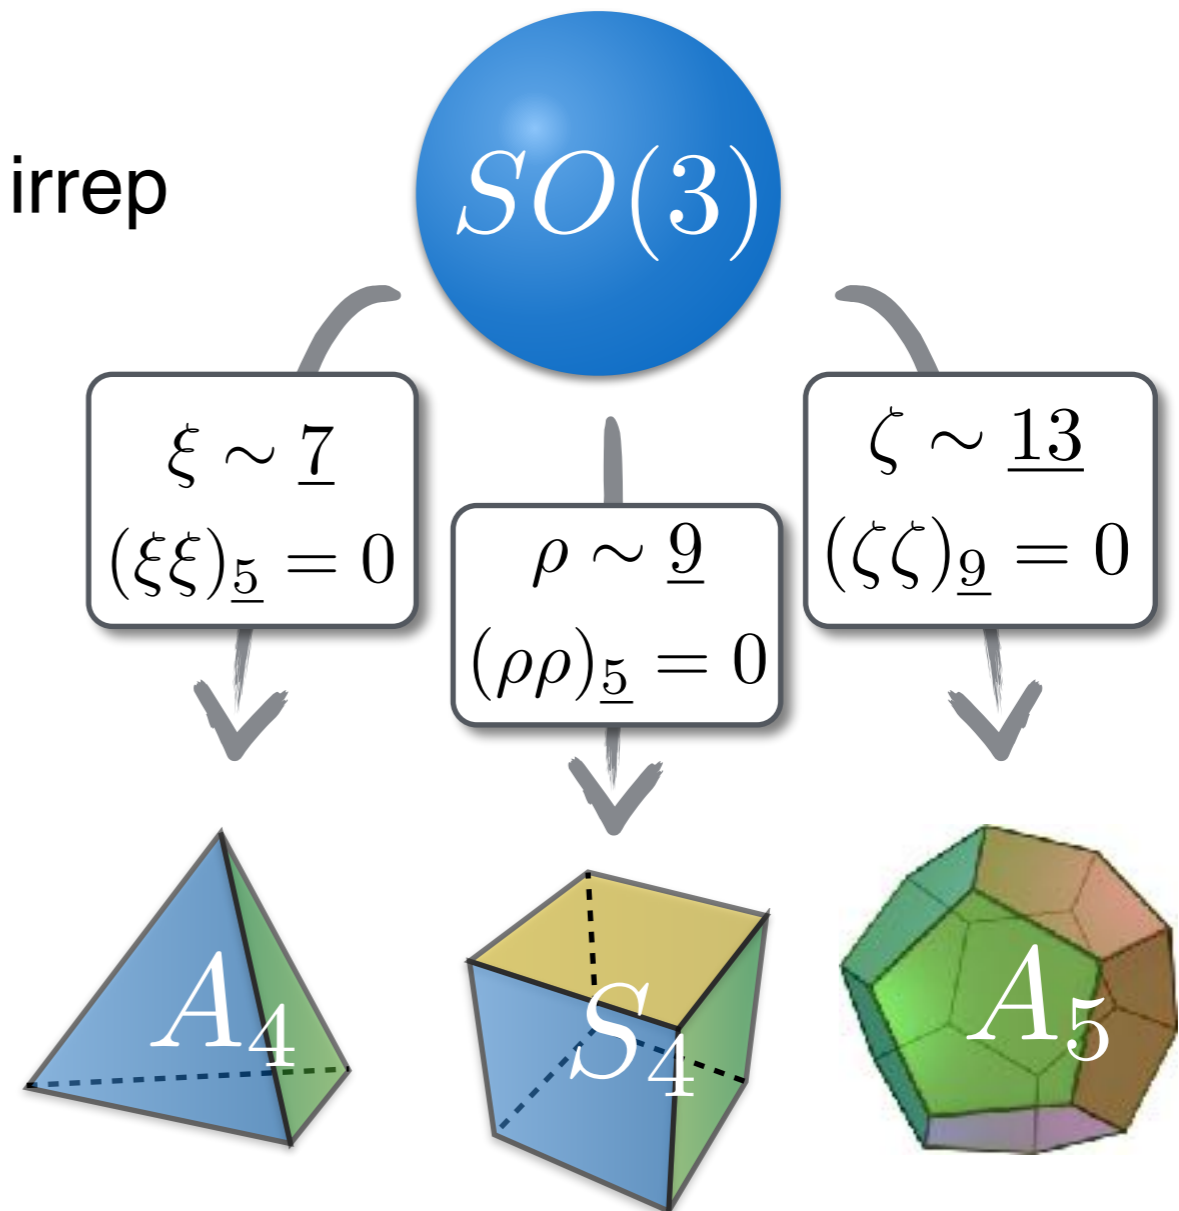 irrep
SO(3)
ξ ∼ 7
(ξξ)₅ = 0
ρ ∼ 9
(ρρ)₅ = 0
ζ ∼ 13
(ζζ)₉ = 0
A₄
S₄
A₅